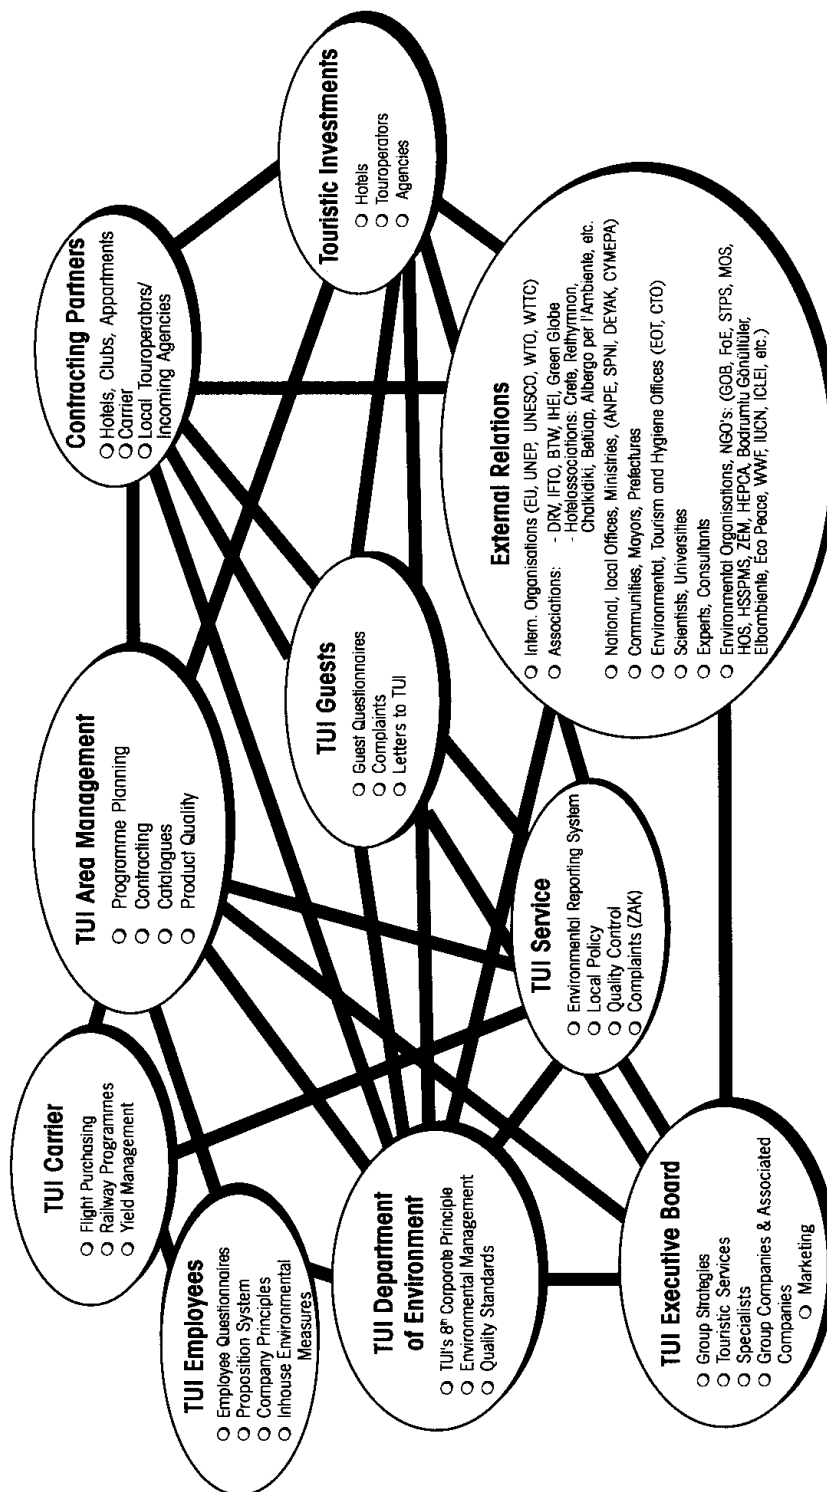 TUI Carrier
Flight Purchasing
Railway Programmes
Yield Management
TUI Area Management
Programme Planning
Contracting
Catalogues
Product Quality
Contracting Partners
Hotels, Clubs, Appartments
Carrier
Local Touroperators/
Incoming Agencies
Touristic Investments
Hotels
Touroperators
Agencies
TUI Employees
Employee Questionnaires
Proposition System
Company Principles
Inhouse Environmental
Measures
TUI Guests
Guest Questionnaires
Complaints
Letters to TUI
TUI Department
of Environment
TUI's 8th Corporate Principle
Environmental Management
Quality Standards
TUI Service
Environmental Reporting System
Local Policy
Quality Control
Complaints (ZAK)
External Relations
Intern. Organisations (EU, UNEP, UNESCO, WTO, WTTC)
Associations: - DRV, IFTO, BTW, IHEI, Green Globe
- Hotelassociations: Crete, Rethymnon,
Chalkidiki, Betuap, Albergo per l'Ambiente, etc.
National, local Offices, Ministries, (ANPE, SPNI, DEYAK, CYMEPA)
Communities, Mayors, Prefectures
Environmental, Tourism and Hygiene Offices (EOT, CTO)
Scientists, Universities
Experts, Consultants
Environmental Organisations, NGO's: (GOB, FoE, STPS, MOS,
HOS, HSSPMS, ZEM, HEPCA, Bodrumlu Gönüllüler,
Elbambiente, Eco Peace, WWF, IUCN, ICLEI, etc.)
TUI Executive Board
Group Strategies
Touristic Services
Specialists
Group Companies & Associated
Companies
Marketing